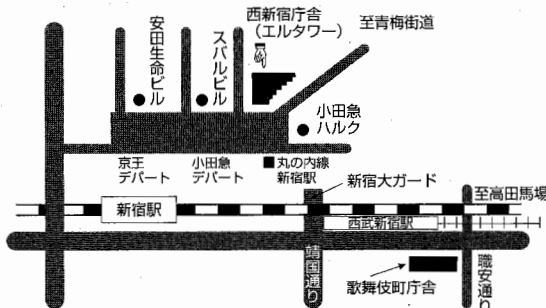 西新宿庁舎
（エルタワー）
至青梅街道
安田生命ビル
スバルビル
小田急
ハルク
京王
デパート
小田急
デパート
■丸の内線
新宿駅
新宿大ガード
至高田馬場
新宿駅
西武新宿駅
靖国通り
歌舞伎町庁舎
職安通り